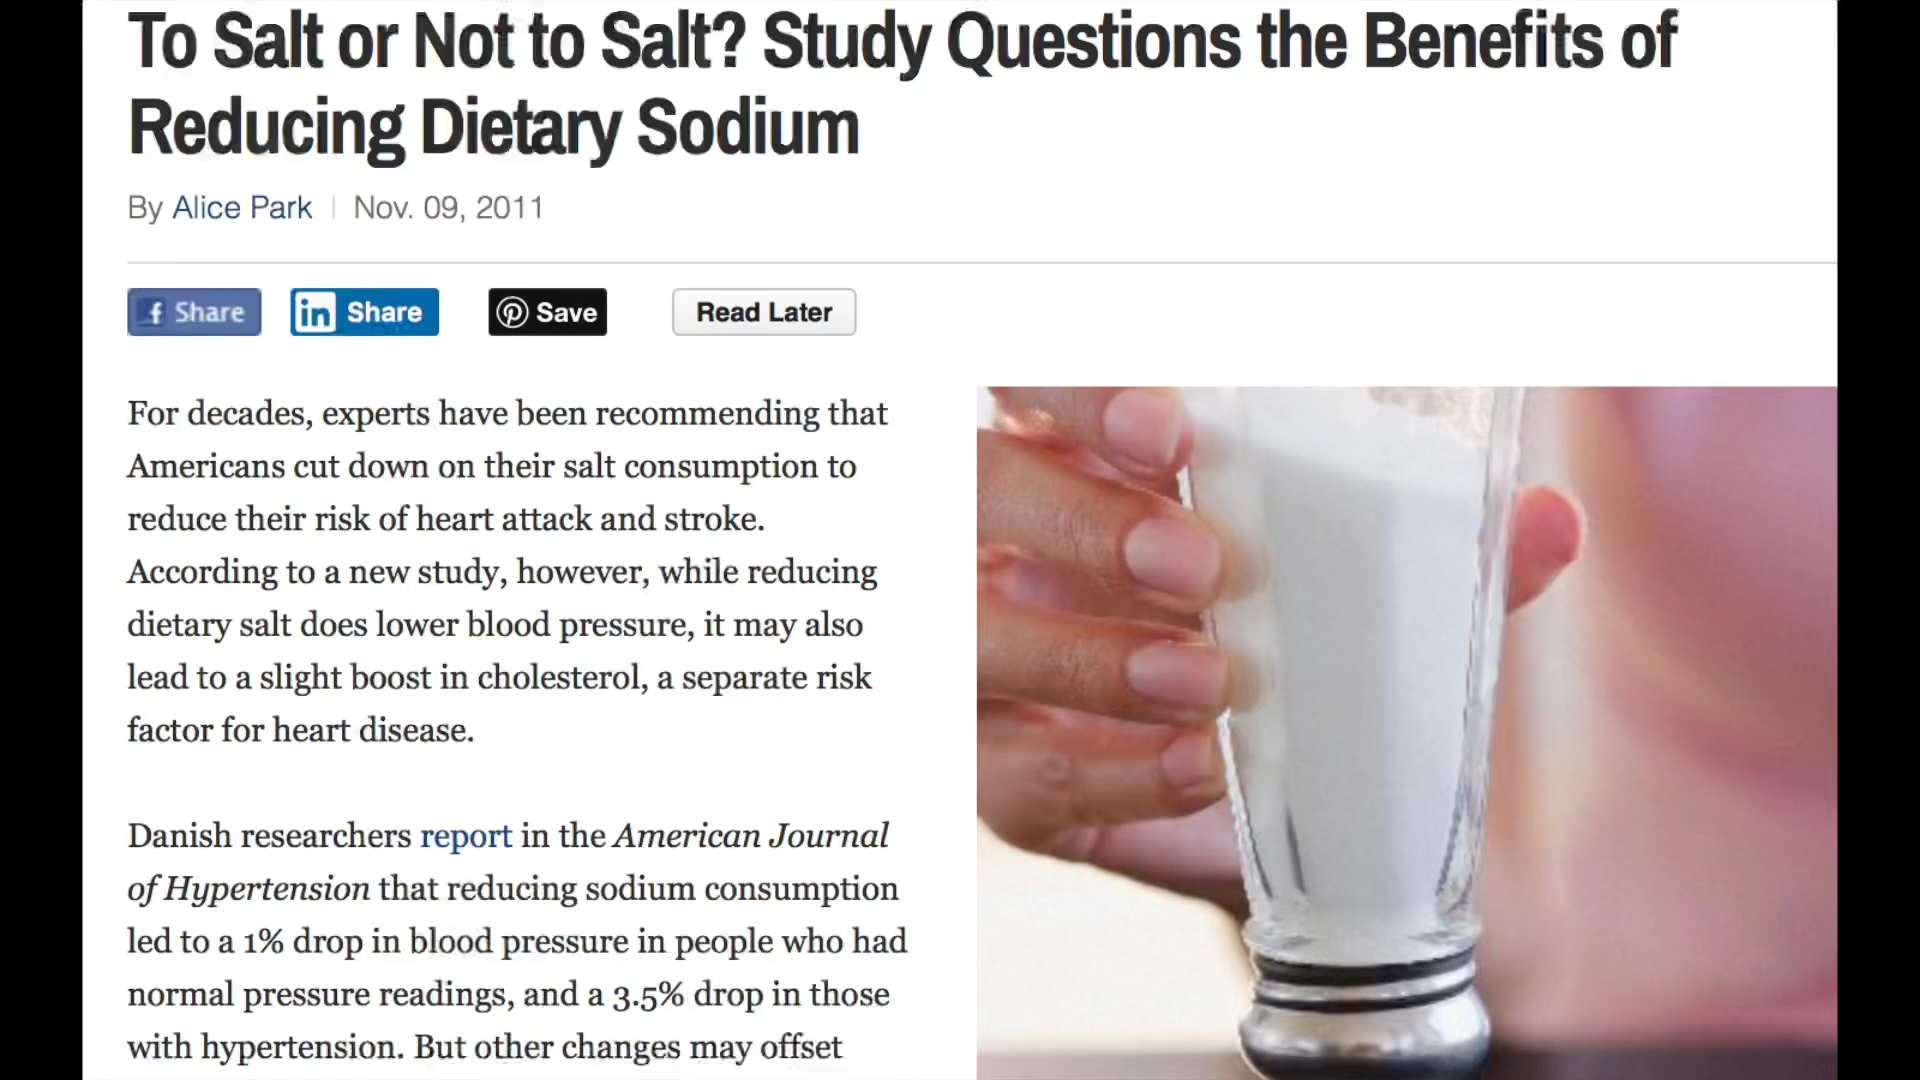 To Salt or Not to Salt? Study Questions the Benefits of
Reducing Dietary Sodium
By Alice Park | Nov. 09, 2011
f Share
in Share
Save
Read Later
For decades, experts have been recommending that
Americans cut down on their salt consumption to
reduce their risk of heart attack and stroke.
According to a new study, however, while reducing
dietary salt does lower blood pressure, it may also
lead to a slight boost in cholesterol, a separate risk
factor for heart disease.
Danish researchers report in the American Journal
of Hypertension that reducing sodium consumption
led to a 1% drop in blood pressure in people who had
normal pressure readings, and a 3.5% drop in those
with hypertension. But other changes may offset